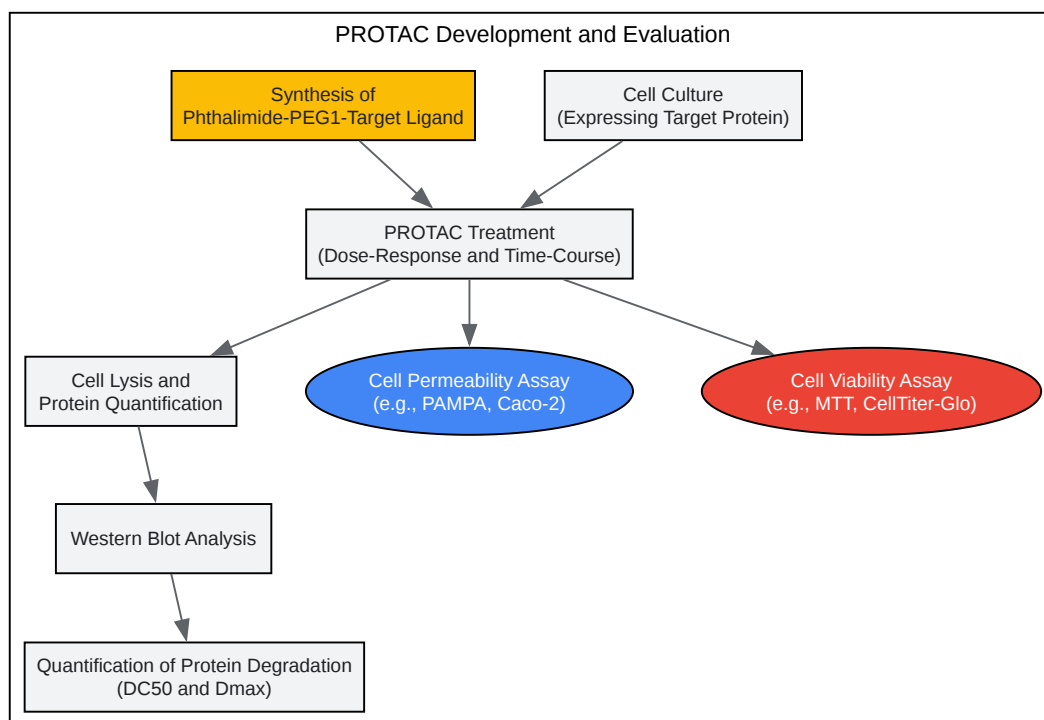 PROTAC Development and Evaluation
Synthesis of
Phthalimide-PEG1-Target Ligand
Cell Culture
(Expressing Target Protein)
PROTAC Treatment
(Dose-Response and Time-Course)
Cell Lysis and
Protein Quantification
Cell Permeability Assay
(e.g., PAMPA, Caco-2)
Cell Viability Assay
(e.g., MTT, CellTiter-Glo)
Western Blot Analysis
Quantification of Protein Degradation
(DC50 and Dmax)